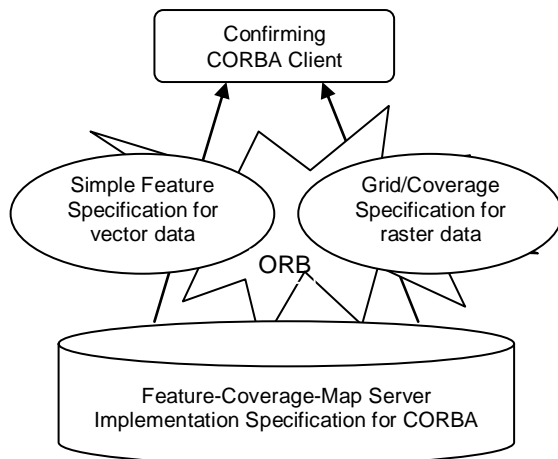 Confirming
CORBA Client
Simple Feature
Specification for
vector data
Grid/Coverage
Specification for
raster data
ORB
Feature-Coverage-Map Server
Implementation Specification for CORBA